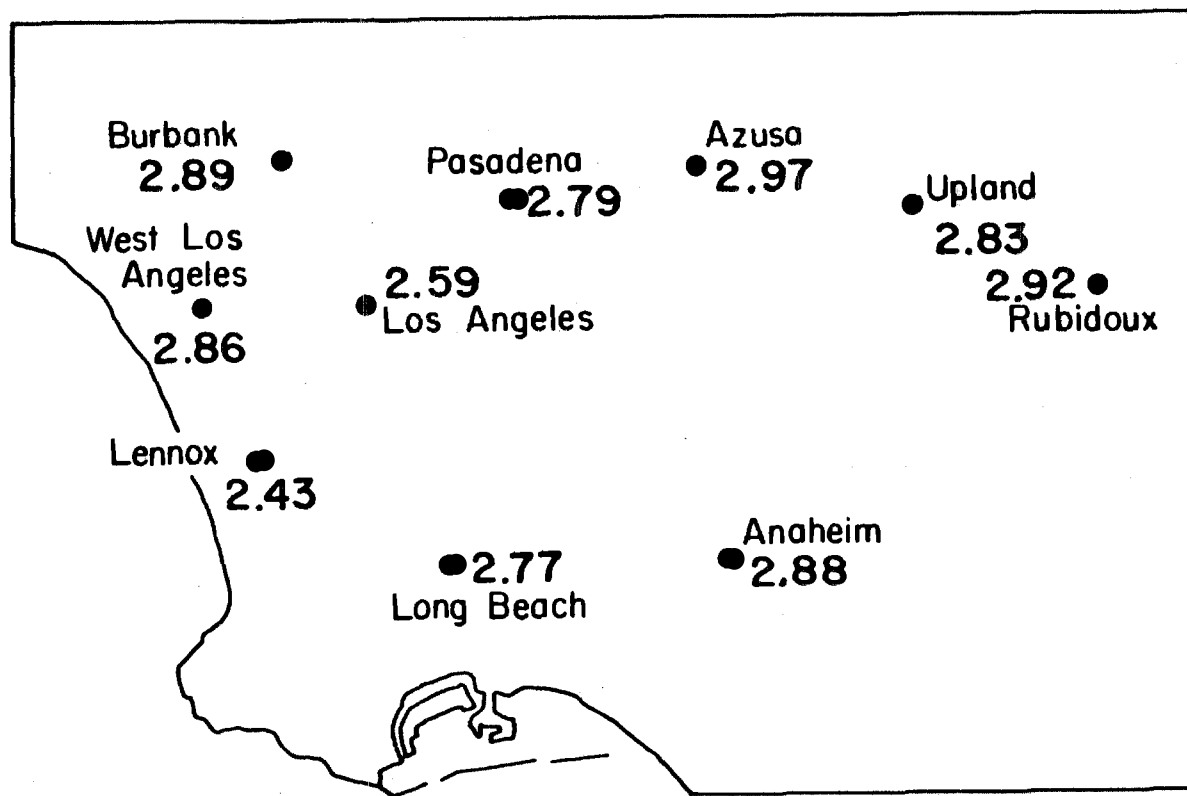 Burbank
2.89
Pasadena
2.79
Azusa
2.97
Upland
2.83
West Los
Angeles
2.86
2.59
Los Angeles
2.92
Rubidoux
Lennox
2.43
2.77
Long Beach
Anaheim
2.88